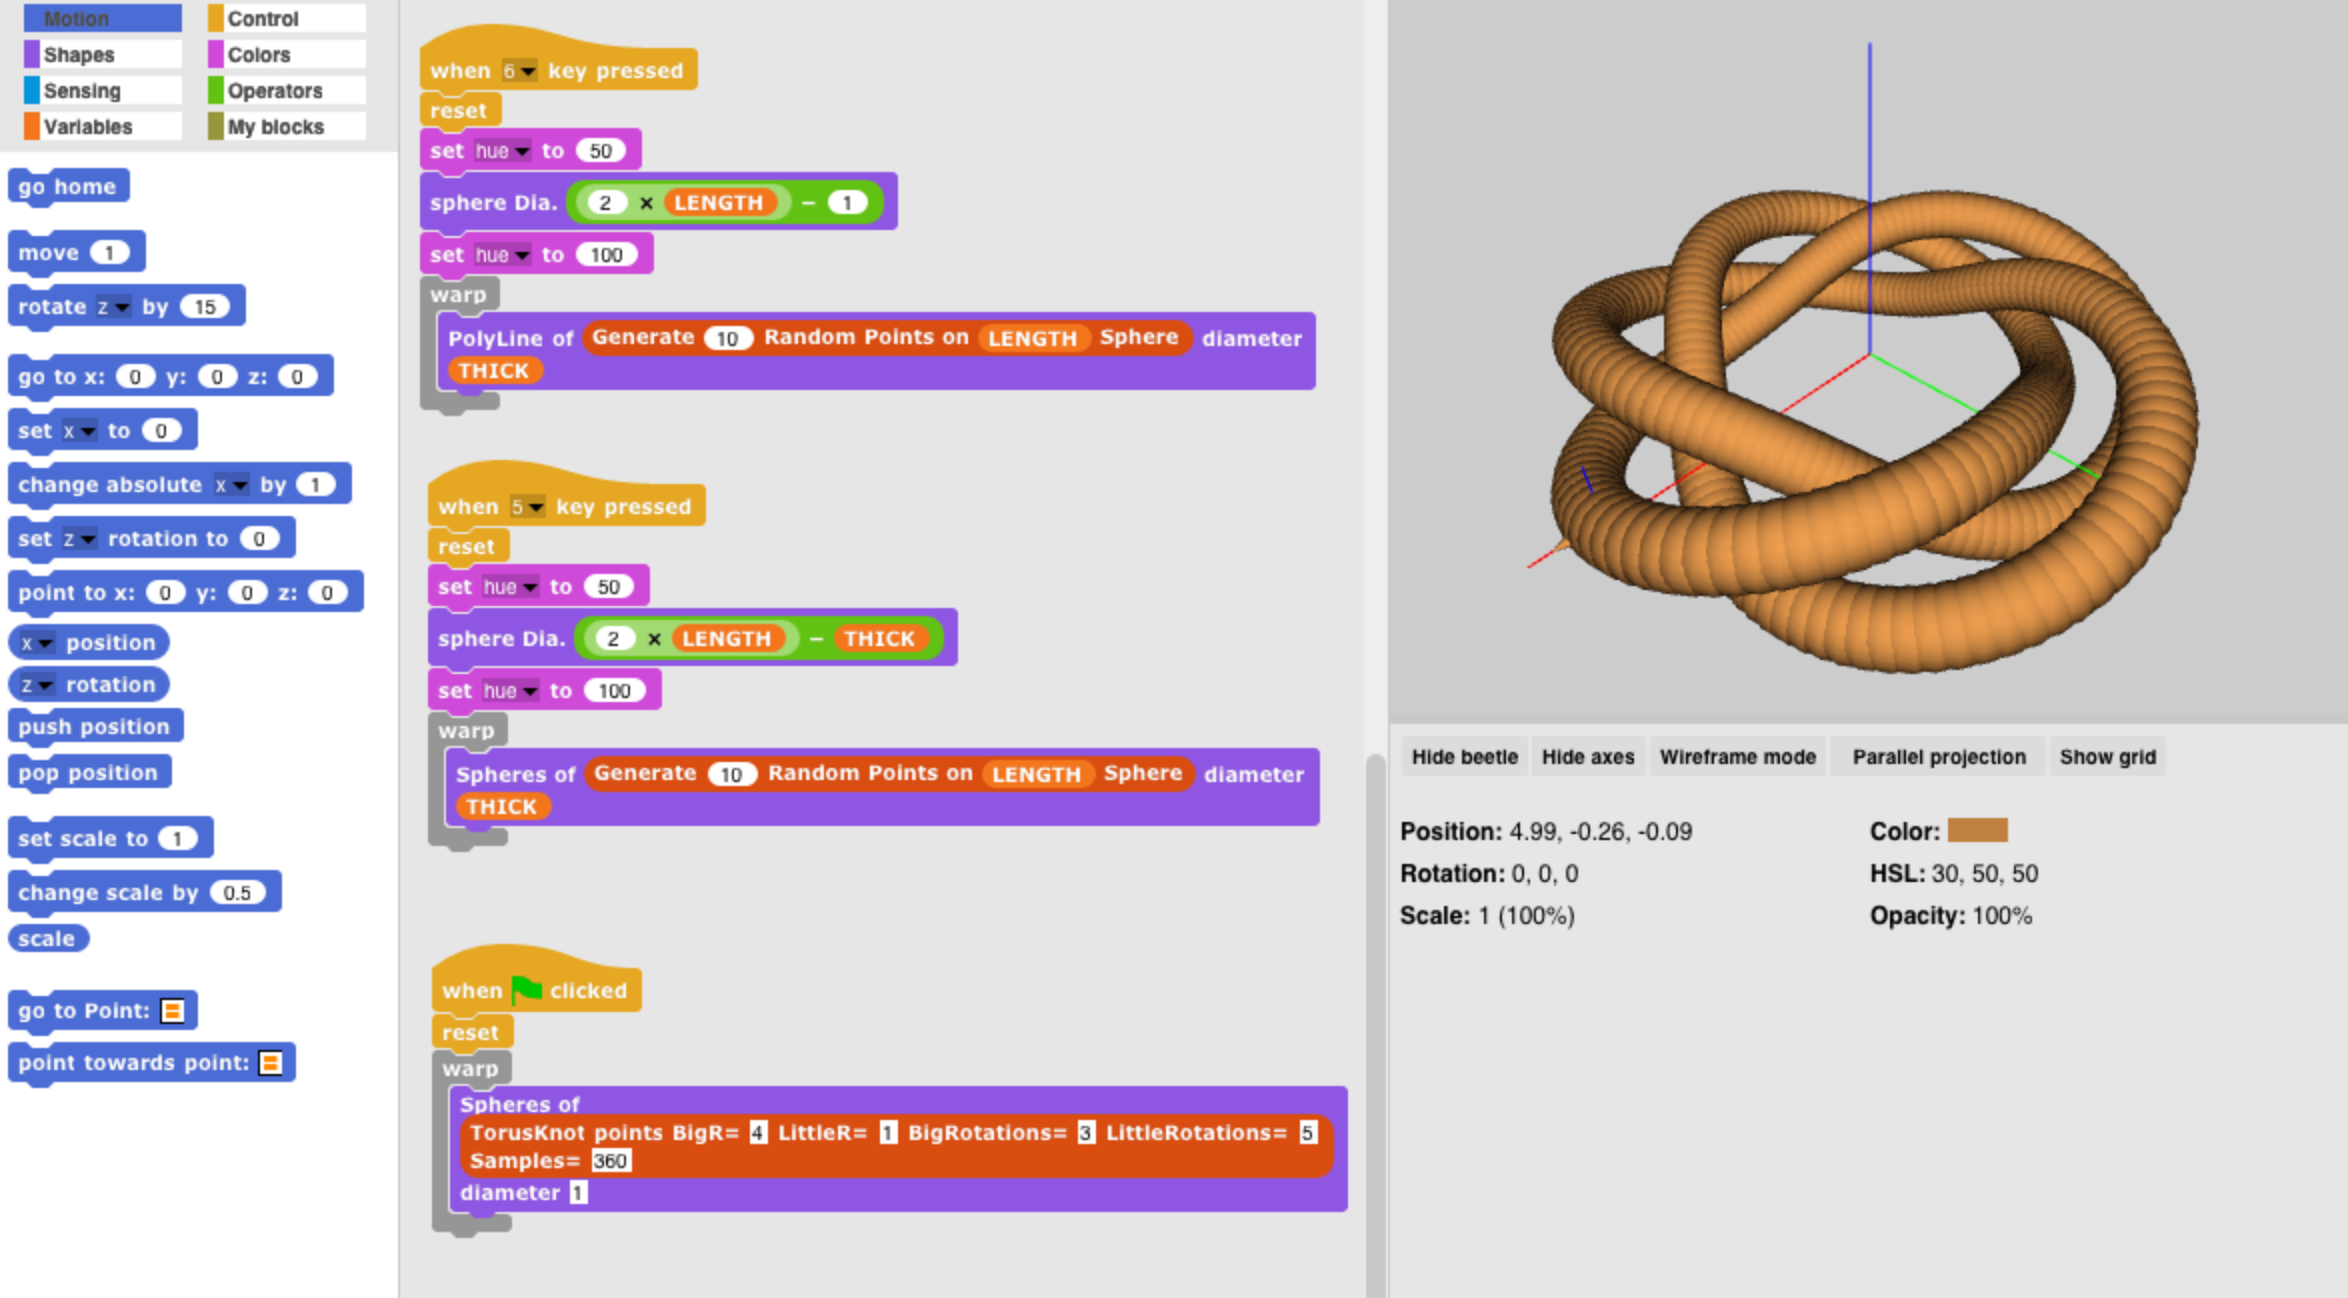 Motion
Control
Shapes
Colors
Sensing
Operators
Variables
My blocks
go home
move 1
rotate z by 15
go to x: 0 y: 0 z: 0
set x to 0
change absolute x by 1
set z rotation to 0
point to x: 0 y: 0 z: 0
x position
z rotation
push position
pop position
set scale to 1
change scale by 0.5
scale
go to Point:
point towards point:
when 6 key pressed
reset
set hue to 50
sphere Dia. 2 × LENGTH − 1
set hue to 100
warp
PolyLine of Generate 10 Random Points on LENGTH Sphere diameter
THICK
when 5 key pressed
reset
set hue to 50
sphere Dia. 2 × LENGTH − THICK
set hue to 100
warp
Spheres of Generate 10 Random Points on LENGTH Sphere diameter
THICK
when clicked
reset
warp
Spheres of
TorusKnot points BigR= 4 LittleR= 1 BigRotations= 3 LittleRotations= 5
Samples= 360
diameter 1
Hide beetle
Hide axes
Wireframe mode
Parallel projection
Show grid
Position: 4.99, -0.26, -0.09
Color:
Rotation: 0, 0, 0
HSL: 30, 50, 50
Scale: 1 (100%)
Opacity: 100%